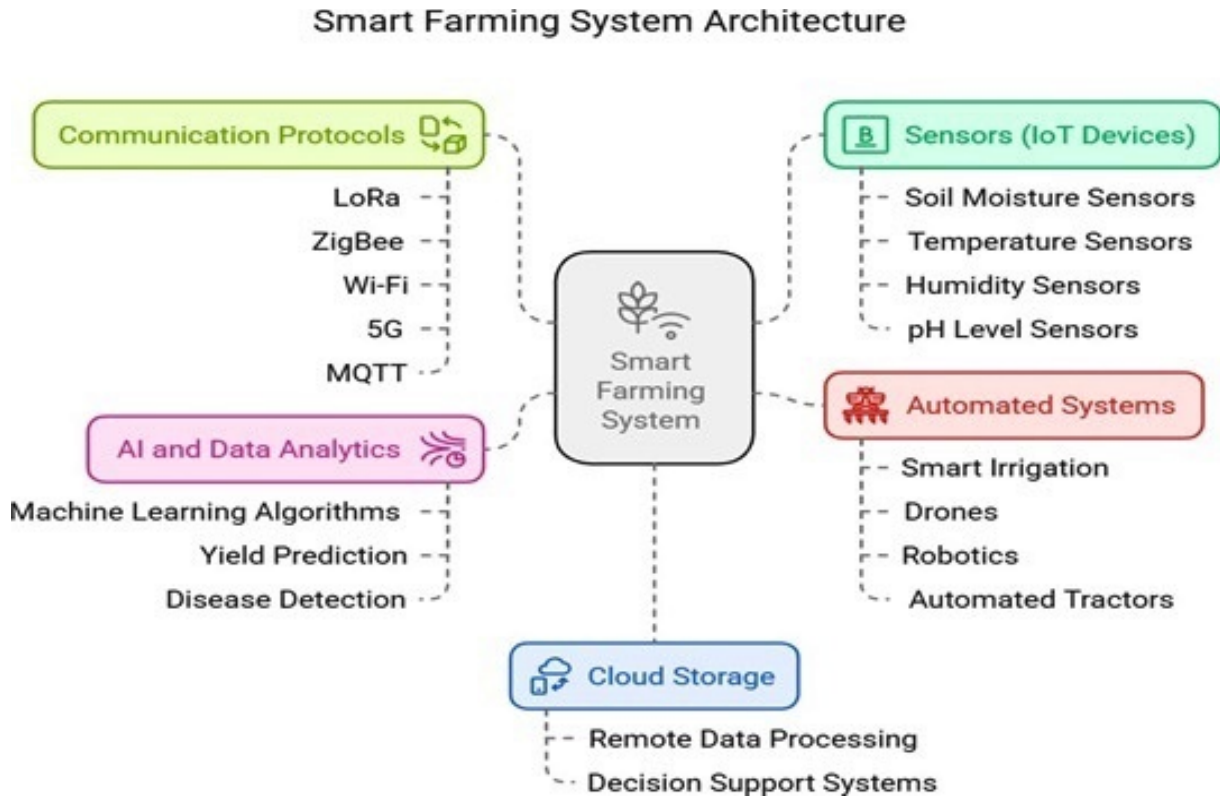 Smart Farming System Architecture
Communication Protocols
LoRa
ZigBee
Wi-Fi
5G
MQTT
AI and Data Analytics
Machine Learning Algorithms
Yield Prediction
Disease Detection
Smart
Farming
System
Sensors (IoT Devices)
Soil Moisture Sensors
Temperature Sensors
Humidity Sensors
pH Level Sensors
Automated Systems
Smart Irrigation
Drones
Robotics
Automated Tractors
Cloud Storage
Remote Data Processing
Decision Support Systems